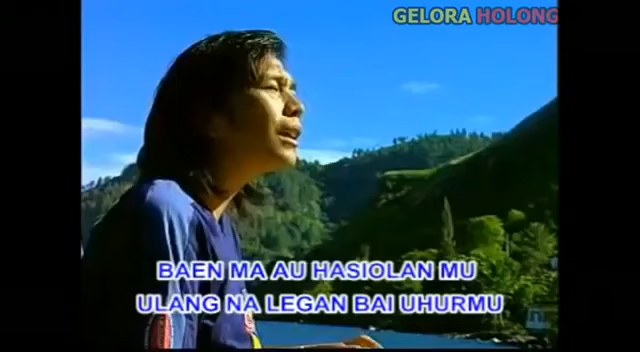 GELORA HOLONG
BAEN MA AU HASIOLAN MU
ULANG NA LEGAN BAI UHURMU